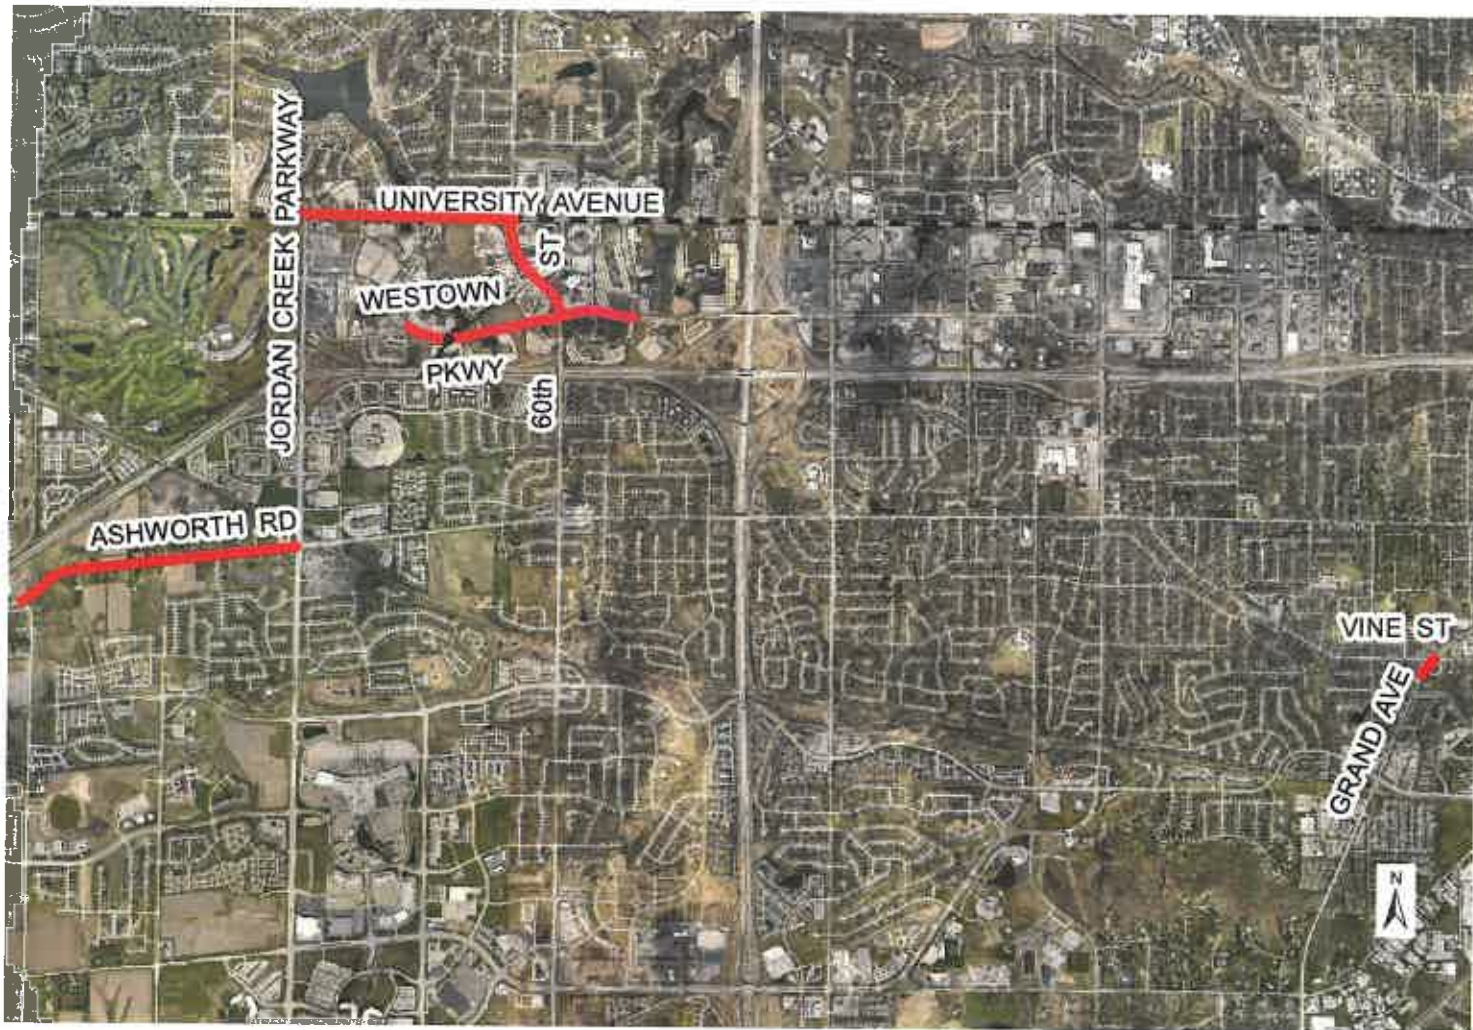 UNIVERSITY AVENUE
JORDAN CREEK PARKWAY
60th ST
WESTOWN
PKWY
ASHWORTH RD
VINE ST
GRAND AVE
N